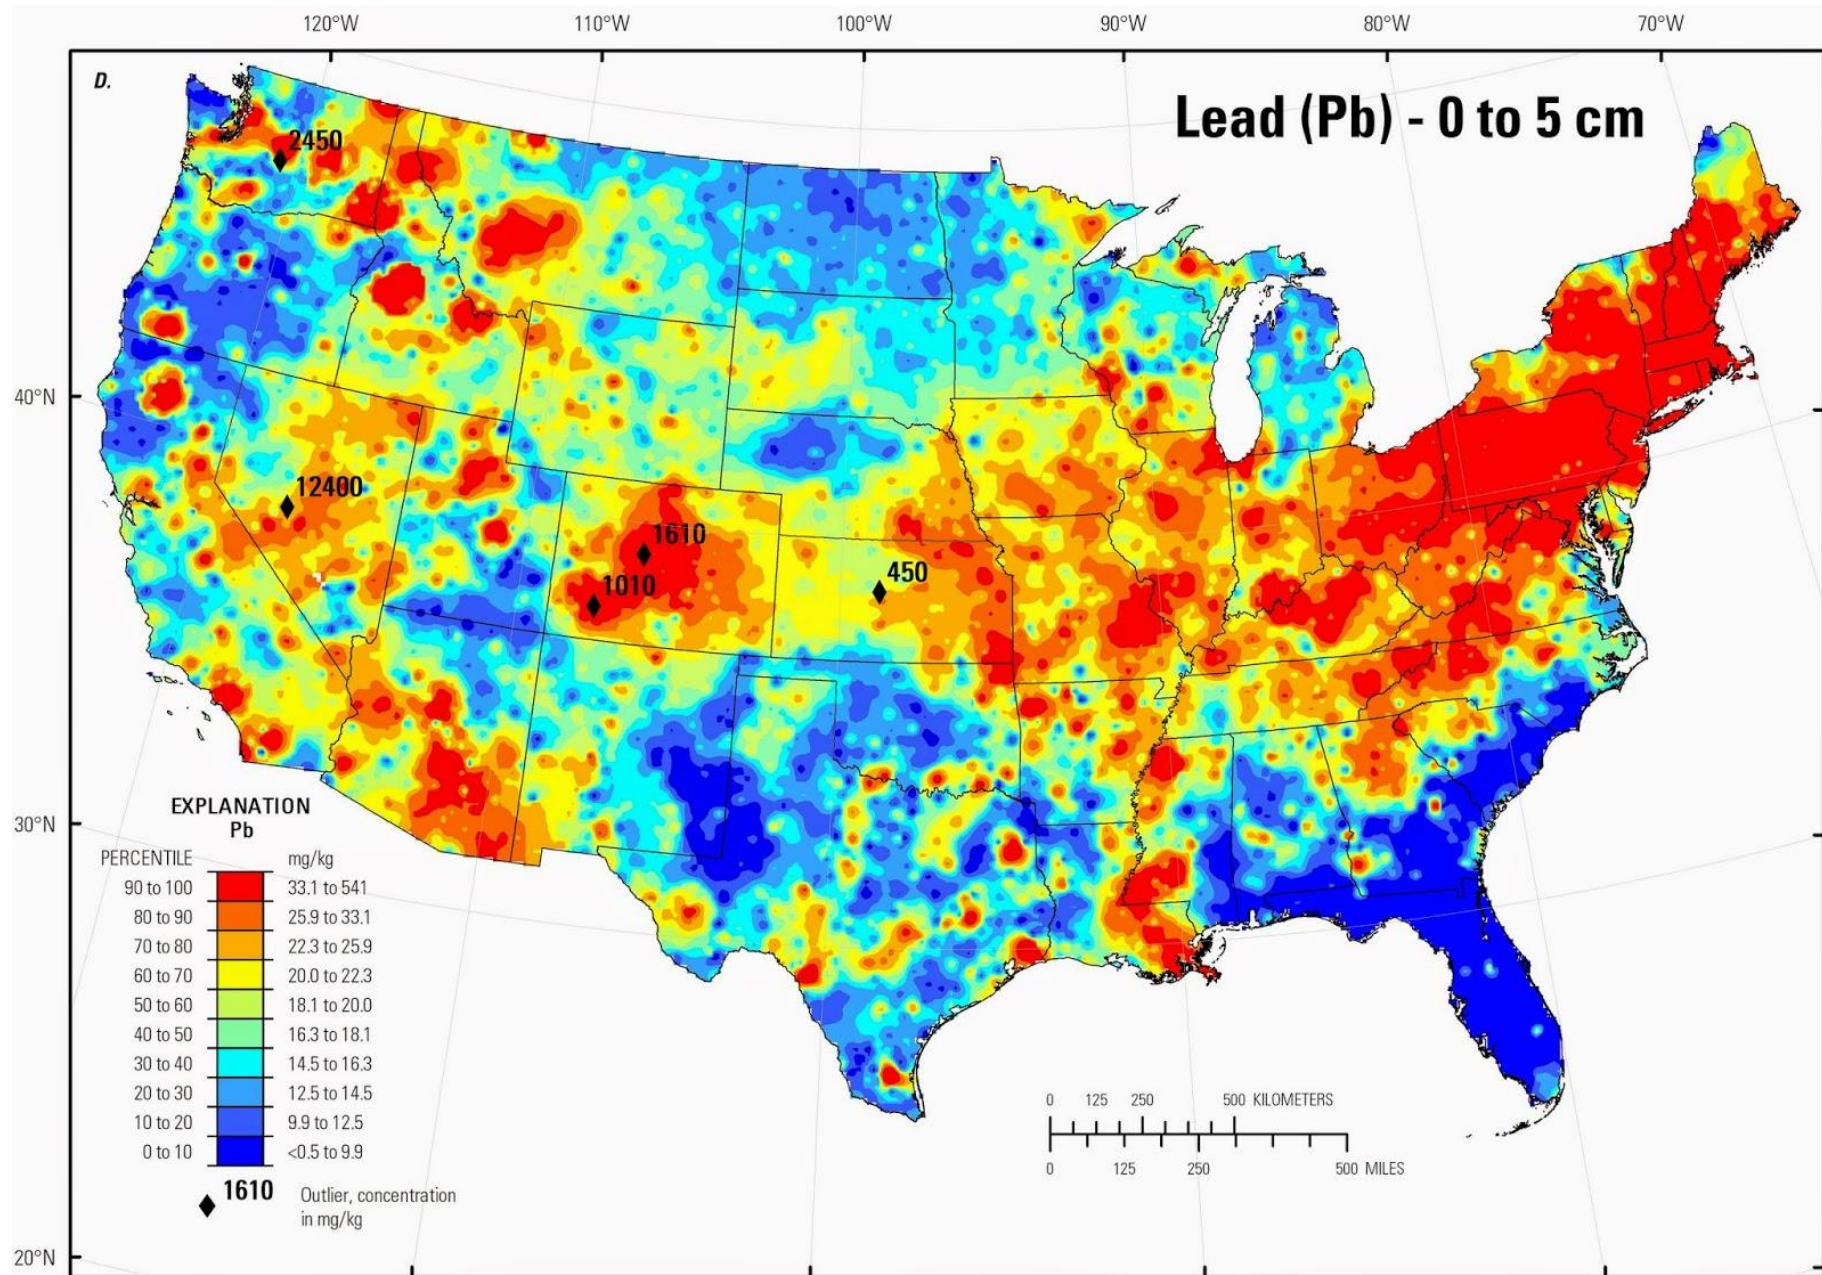 120°W 110°W 100°W 90°W 80°W 70°W
D.
Lead (Pb) - 0 to 5 cm
2450
40°N
12400
1610
1010
450
30°N
EXPLANATION
Pb
PERCENTILE mg/kg
90 to 100 33.1 to 541
80 to 90 25.9 to 33.1
70 to 80 22.3 to 25.9
60 to 70 20.0 to 22.3
50 to 60 18.1 to 20.0
40 to 50 16.3 to 18.1
30 to 40 14.5 to 16.3
20 to 30 12.5 to 14.5
10 to 20 9.9 to 12.5
0 to 10 <0.5 to 9.9
1610 Outlier, concentration
in mg/kg
0 125 250 500 KILOMETERS
0 125 250 500 MILES
20°N